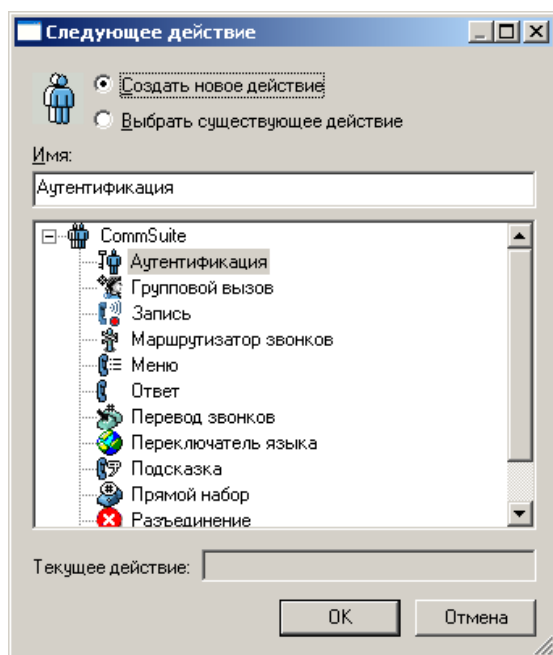 Следующее действие
Создать новое действие
Выбрать существующее действие
Имя:
Аутентификация
CommSuite
Аутентификация
Групповой вызов
Запись
Маршрутизатор звонков
Меню
Ответ
Перевод звонков
Переключатель языка
Подсказка
Прямой набор
Разъединение
Текущее действие:
OK Отмена